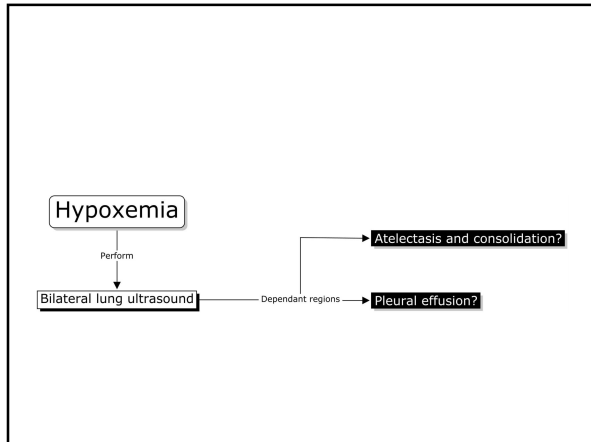 Hypoxemia
Perform
Bilateral lung ultrasound
Dependant regions
Atelectasis and consolidation?
Pleural effusion?